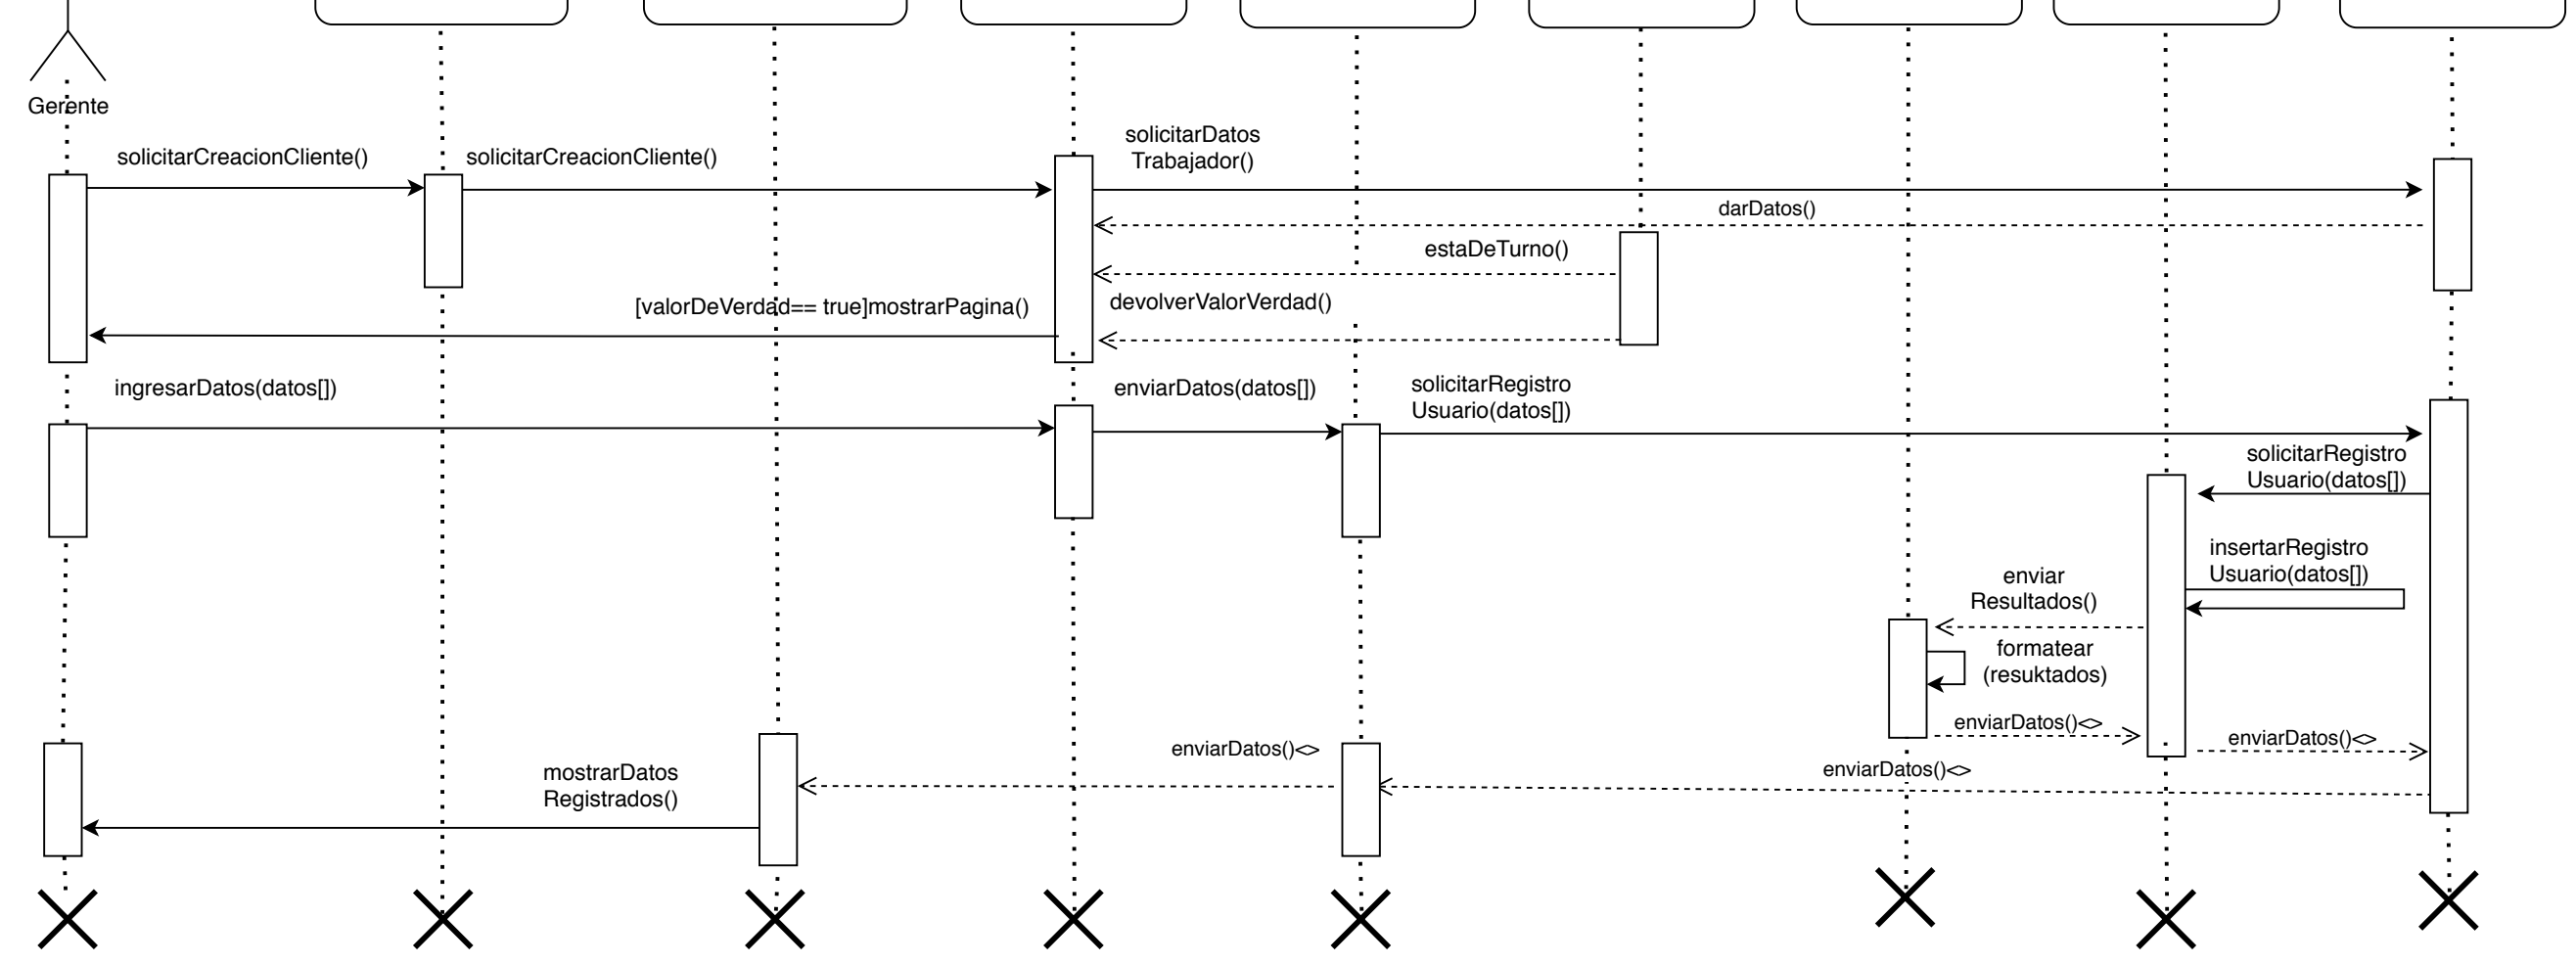 Gerente
solicitarCreacionCliente()
solicitarCreacionCliente()
solicitarDatos
Trabajador()
darDatos()
estaDeTurno()
devolverValorVerdad()
[valorDeVerdad== true]mostrarPagina()
ingresarDatos(datos[])
enviarDatos(datos[])
solicitarRegistro
Usuario(datos[])
solicitarRegistro
Usuario(datos[])
insertarRegistro
Usuario(datos[])
enviar
Resultados()
formatear
(resuktados)
enviarDatos()<>
enviarDatos()<>
enviarDatos()<>
enviarDatos()<>
mostrarDatos
Registrados()